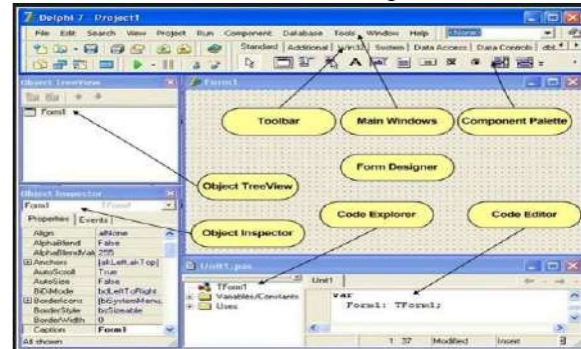 Delphi 7 - Project1
File Edit Search View Project Run Component Database Tools Window Help <None>
Standard Additional Win32 System Data Access Data Controls
Object TreeView
Form1
Form1
Toolbar
Main Windows
Component Palette
Form Designer
Object TreeView
Code Explorer
Code Editor
Object Inspector
Object Inspector
Form1 TForm1
Properties Events
Align alNone
AlphaBlend False
255
Anchors [akLeft,akTop]
AutoScroll True
AutoSize False
BiDiMode bdLeftToRight
BorderIcons [biSystemMenu,
BorderStyle bsSizeable
BorderWidth 0
Caption Form1
All shown
Unit1.pas
TForm1
Variables/Constants
Uses
Unit1
var
Form1: TForm1;
1: 37 Modified Insert